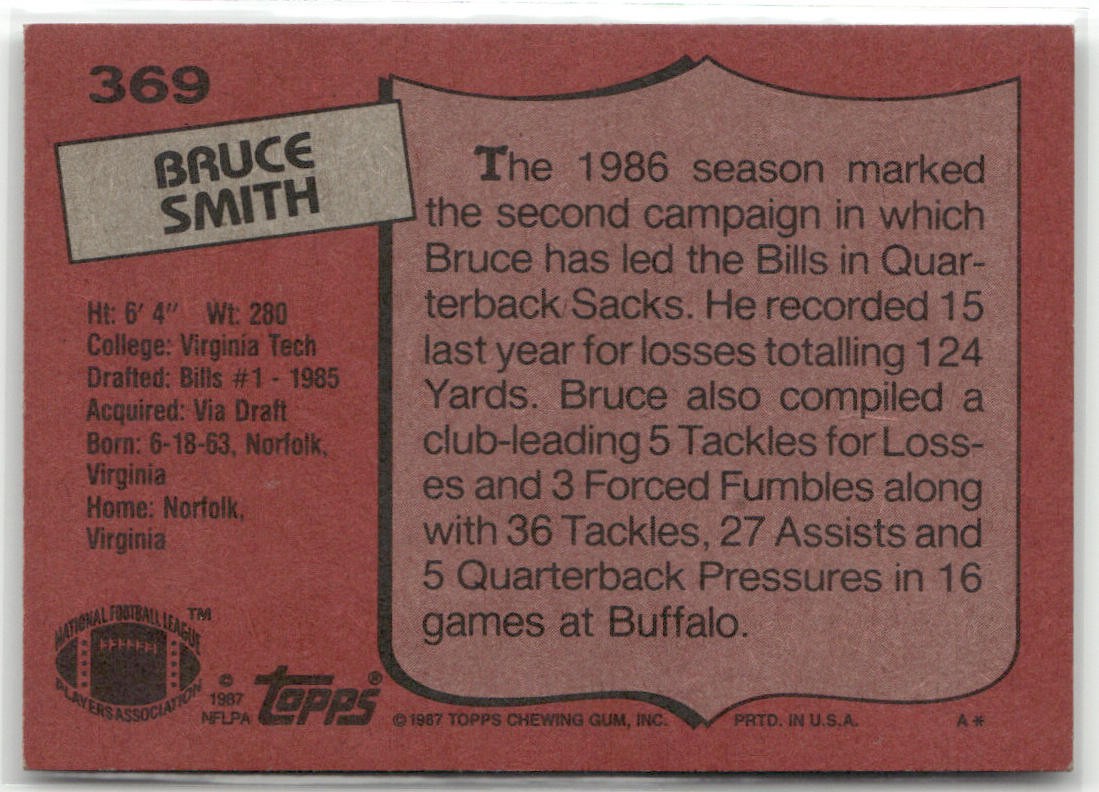 369
BRUCE
SMITH
Ht: 6' 4" Wt: 280
College: Virginia Tech
Drafted: Bills #1 - 1985
Acquired: Via Draft
Born: 6-18-63, Norfolk,
Virginia
Home: Norfolk,
Virginia
The 1986 season marked
the second campaign in which
Bruce has led the Bills in Quar-
terback Sacks. He recorded 15
last year for losses totalling 124
Yards. Bruce also compiled a
club-leading 5 Tackles for Loss-
es and 3 Forced Fumbles along
with 36 Tackles, 27 Assists and
5 Quarterback Pressures in 16
games at Buffalo.
NATIONAL FOOTBALL LEAGUE ™
PLAYERS ASSOCIATION
©
1987
NFLPA
topps®
© 1987 TOPPS CHEWING GUM, INC. PRTD. IN U.S.A. A*